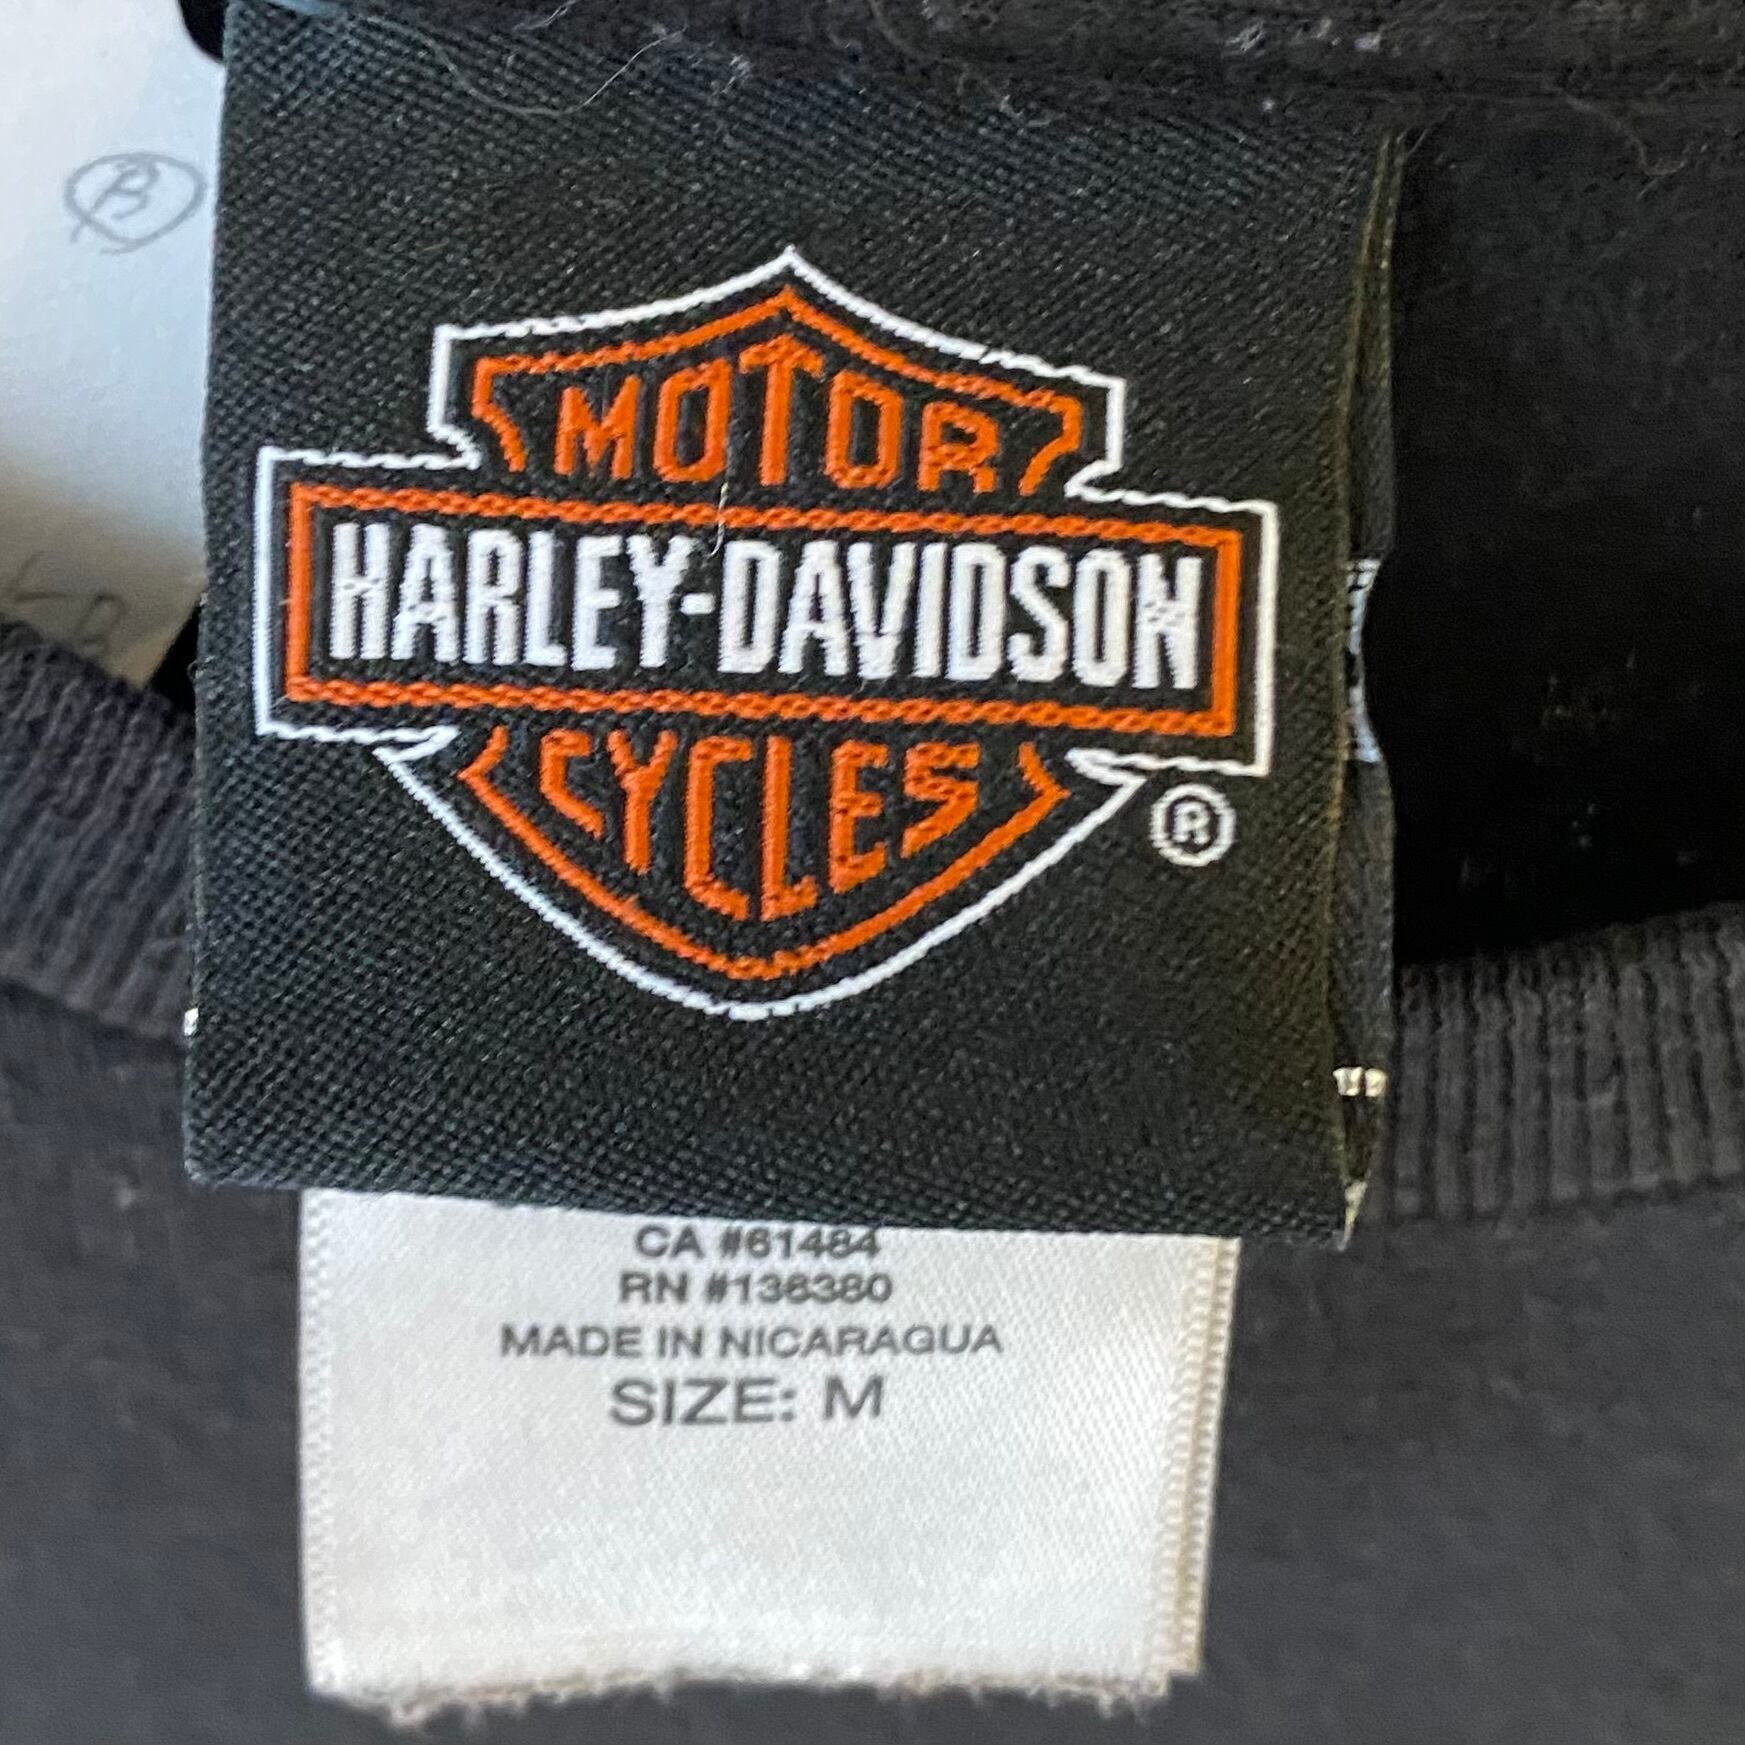 B
MOTOR
HARLEY-DAVIDSON
CYCLES
®
CA #61484
RN #136380
MADE IN NICARAGUA
SIZE: M